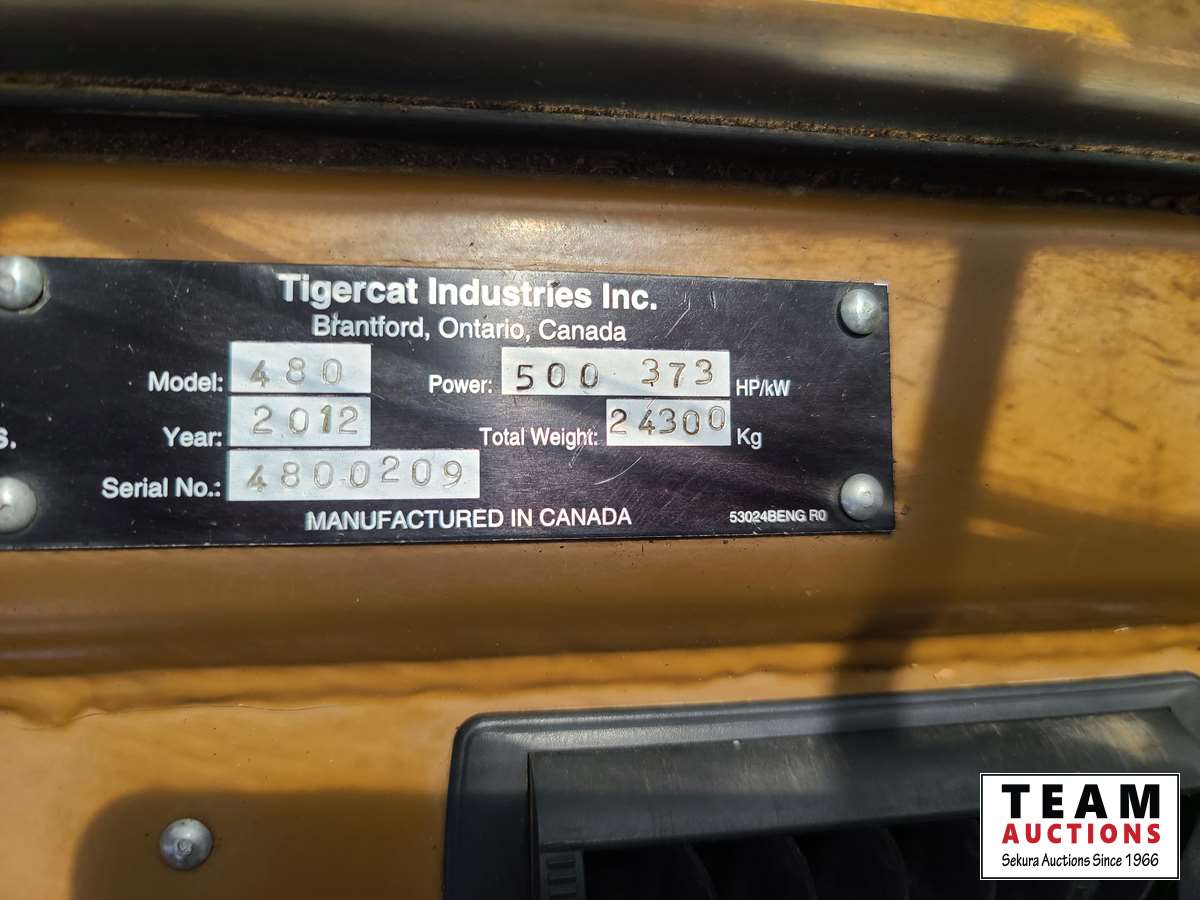 Tigercat Industries Inc.
Brantford, Ontario, Canada
Model: 480 Power: 500 373 HP/kW
Year: 2012 Total Weight: 24300 Kg
s.
Serial No.: 4800209
MANUFACTURED IN CANADA 53024BENG R0
TEAM
AUCTIONS
Sekura Auctions Since 1966